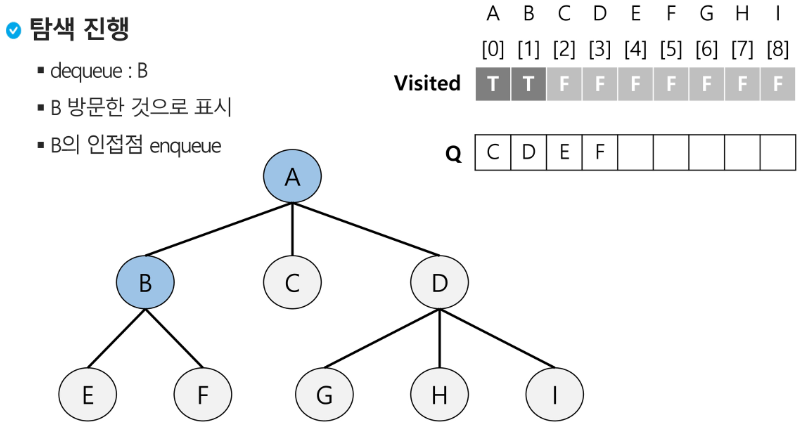 탐색 진행
▪ dequeue : B
▪ B 방문한 것으로 표시
▪ B의 인접점 enqueue
A B C D E F G H I
[0] [1] [2] [3] [4] [5] [6] [7] [8]
Visited T T F F F F F F F
Q C D E F
A
B C D
E F G H I